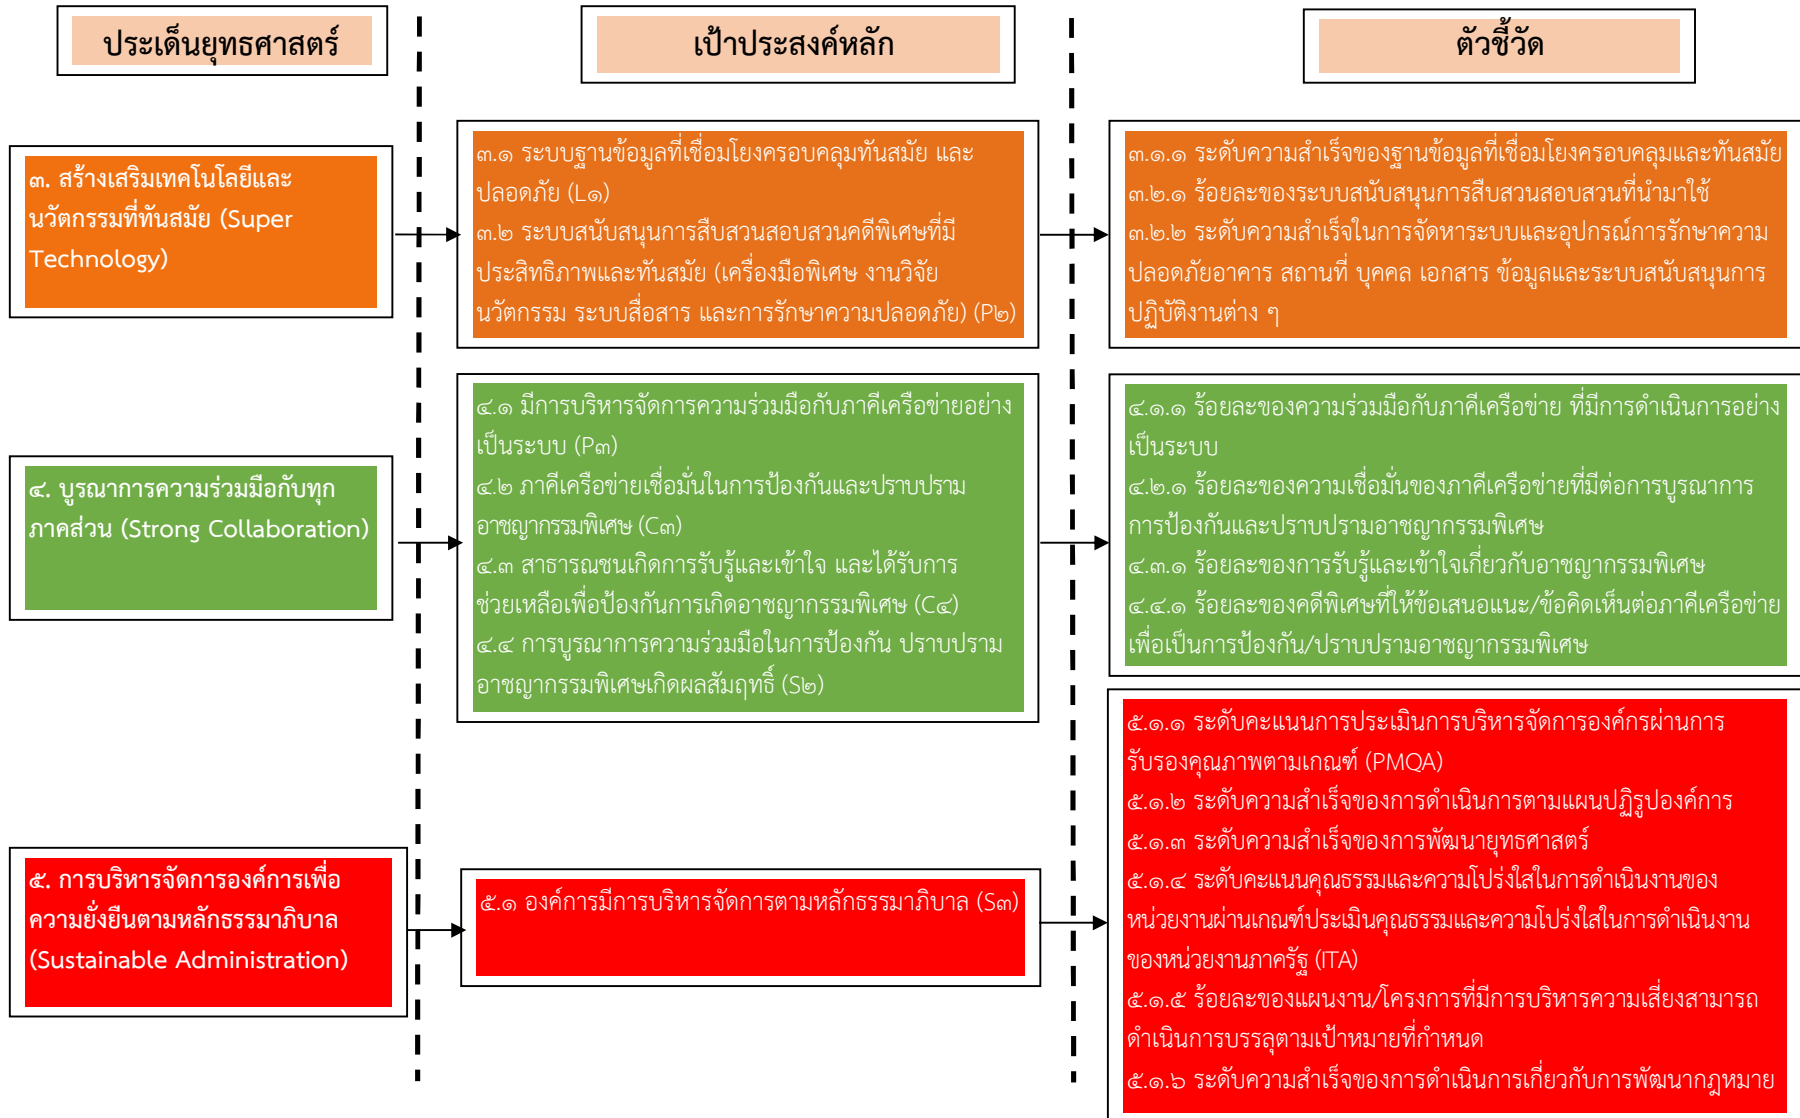 ประเด็นยุทธศาสตร์
เป้าประสงค์หลัก
ตัวชี้วัด
๓. สร้างเสริมเทคโนโลยีและ
นวัตกรรมที่ทันสมัย (Super
Technology)
๓.๑ ระบบฐานข้อมูลที่เชื่อมโยงครอบคลุมทันสมัย และ
ปลอดภัย (L๑)
๓.๒ ระบบสนับสนุนการสืบสวนสอบสวนคดีพิเศษที่มี
ประสิทธิภาพและทันสมัย (เครื่องมือพิเศษ งานวิจัย
นวัตกรรม ระบบสื่อสาร และการรักษาความปลอดภัย) (P๒)
๓.๑.๑ ระดับความสำเร็จของฐานข้อมูลที่เชื่อมโยงครอบคลุมและทันสมัย
๓.๒.๑ ร้อยละของระบบสนับสนุนการสืบสวนสอบสวนที่นำมาใช้
๓.๒.๒ ระดับความสำเร็จในการจัดหาระบบและอุปกรณ์การรักษาความ
ปลอดภัยอาคาร สถานที่ บุคคล เอกสาร ข้อมูลและระบบสนับสนุนการ
ปฏิบัติงานต่าง ๆ
๔. บูรณาการความร่วมมือกับทุก
ภาคส่วน (Strong Collaboration)
๔.๑ มีการบริหารจัดการความร่วมมือกับภาคีเครือข่ายอย่าง
เป็นระบบ (P๓)
๔.๒ ภาคีเครือข่ายเชื่อมั่นในการป้องกันและปราบปราม
อาชญากรรมพิเศษ (C๓)
๔.๓ สาธารณชนเกิดการรับรู้และเข้าใจ และได้รับการ
ช่วยเหลือเพื่อป้องกันการเกิดอาชญากรรมพิเศษ (C๔)
๔.๔ การบูรณาการความร่วมมือในการป้องกัน ปราบปราม
อาชญากรรมพิเศษเกิดผลสัมฤทธิ์ (S๒)
๔.๑.๑ ร้อยละของความร่วมมือกับภาคีเครือข่าย ที่มีการดำเนินการอย่าง
เป็นระบบ
๔.๒.๑ ร้อยละของความเชื่อมั่นของภาคีเครือข่ายที่มีต่อการบูรณาการ
การป้องกันและปราบปรามอาชญากรรมพิเศษ
๔.๓.๑ ร้อยละของการรับรู้และเข้าใจเกี่ยวกับอาชญากรรมพิเศษ
๔.๔.๑ ร้อยละของคดีพิเศษที่ให้ข้อเสนอแนะ/ข้อคิดเห็นต่อภาคีเครือข่าย
เพื่อเป็นการป้องกัน/ปราบปรามอาชญากรรมพิเศษ
๕. การบริหารจัดการองค์การเพื่อ
ความยั่งยืนตามหลักธรรมาภิบาล
(Sustainable Administration)
๕.๑ องค์การมีการบริหารจัดการตามหลักธรรมาภิบาล (S๓)
๕.๑.๑ ระดับคะแนนการประเมินการบริหารจัดการองค์กรผ่านการ
รับรองคุณภาพตามเกณฑ์ (PMQA)
๕.๑.๒ ระดับความสำเร็จของการดำเนินการตามแผนปฏิรูปองค์การ
๕.๑.๓ ระดับความสำเร็จของการพัฒนายุทธศาสตร์
๕.๑.๔ ระดับคะแนนคุณธรรมและความโปร่งใสในการดำเนินงานของ
หน่วยงานผ่านเกณฑ์ประเมินคุณธรรมและความโปร่งใสในการดำเนินงาน
ของหน่วยงานภาครัฐ (ITA)
๕.๑.๕ ร้อยละของแผนงาน/โครงการที่มีการบริหารความเสี่ยงสามารถ
ดำเนินการบรรลุตามเป้าหมายที่กำหนด
๕.๑.๖ ระดับความสำเร็จของการดำเนินการเกี่ยวกับการพัฒนากฎหมาย